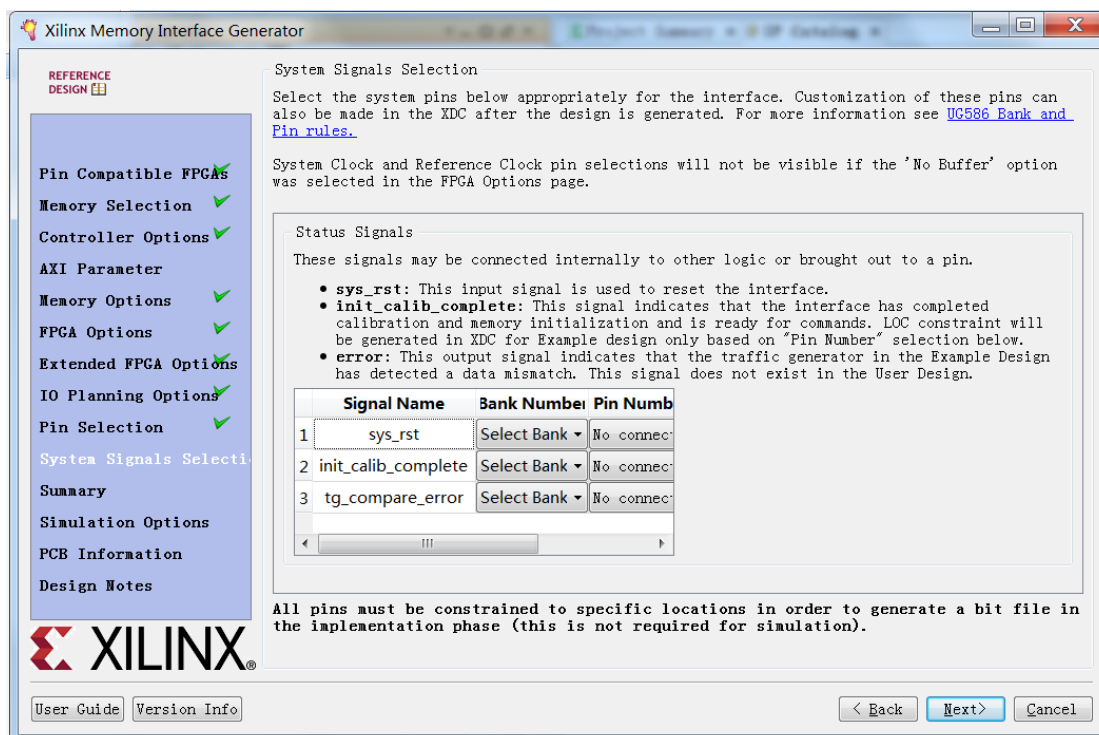 Xilinx Memory Interface Generator
REFERENCE
DESIGN
Pin Compatible FPGAs
Memory Selection
Controller Options
AXI Parameter
Memory Options
FPGA Options
Extended FPGA Options
IO Planning Options
Pin Selection
System Signals Selecti
Summary
Simulation Options
PCB Information
Design Notes
XILINX®
System Signals Selection
Select the system pins below appropriately for the interface. Customization of these pins can
also be made in the XDC after the design is generated. For more information see UG586 Bank and
Pin rules.
System Clock and Reference Clock pin selections will not be visible if the 'No Buffer' option
was selected in the FPGA Options page.
Status Signals
These signals may be connected internally to other logic or brought out to a pin.
• sys_rst: This input signal is used to reset the interface.
• init_calib_complete: This signal indicates that the interface has completed
calibration and memory initialization and is ready for commands. LOC constraint will
be generated in XDC for Example design only based on "Pin Number" selection below.
• error: This output signal indicates that the traffic generator in the Example Design
has detected a data mismatch. This signal does not exist in the User Design.
Signal Name Bank Number Pin Numb
1 sys_rst Select Bank No connec
2 init_calib_complete Select Bank No connec
3 tg_compare_error Select Bank No connec
All pins must be constrained to specific locations in order to generate a bit file in
the implementation phase (this is not required for simulation).
User Guide Version Info < Back Next> Cancel